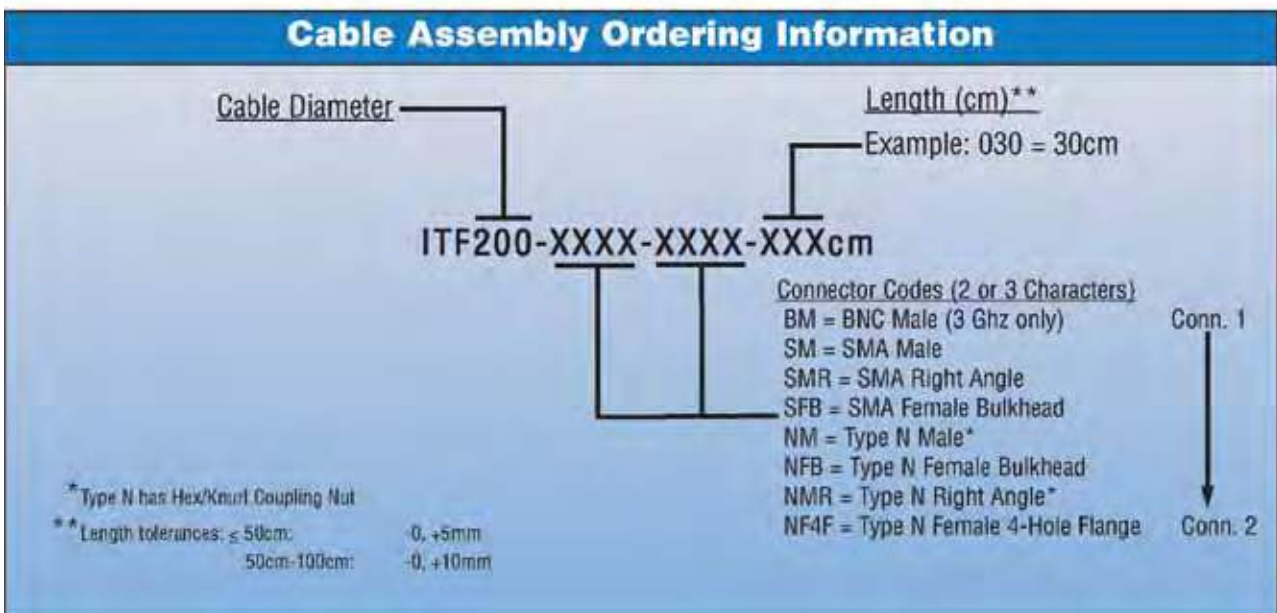 Cable Assembly Ordering Information
Cable Diameter
Length (cm)**
Example: 030 = 30cm
ITF200-XXXX-XXXX-XXXcm
Connector Codes (2 or 3 Characters)
BM = BNC Male (3 Ghz only) Conn. 1
SM = SMA Male
SMR = SMA Right Angle
SFB = SMA Female Bulkhead
NM = Type N Male*
NFB = Type N Female Bulkhead
NMR = Type N Right Angle*
NF4F = Type N Female 4-Hole Flange Conn. 2
*Type N has Hex/Knurl Coupling Nut
**Length tolerances: ≤ 50cm: -0, +5mm
50cm-100cm: -0, +10mm